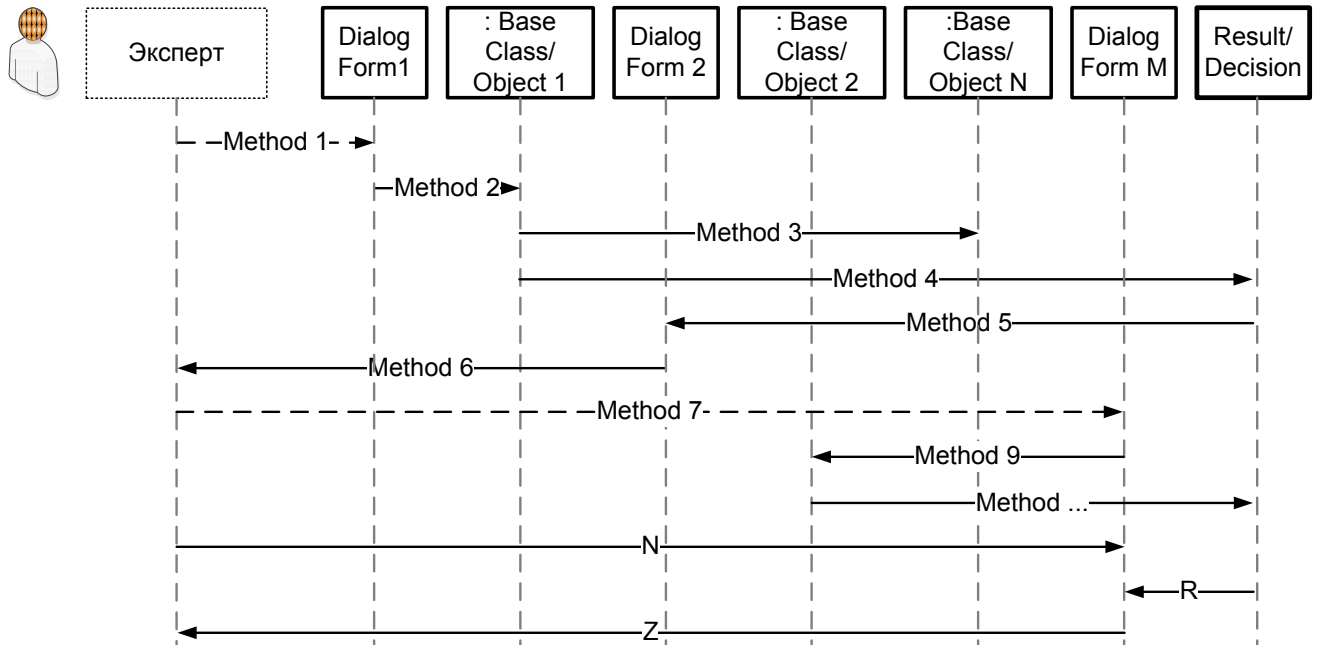 Эксперт
Dialog
Form1
: Base
Class/
Object 1
Dialog
Form 2
: Base
Class/
Object 2
:Base
Class/
Object N
Dialog
Form M
Result/
Decision
Method 1
Method 2
Method 3
Method 4
Method 5
Method 6
Method 7
Method 9
Method ...
N
R
Z